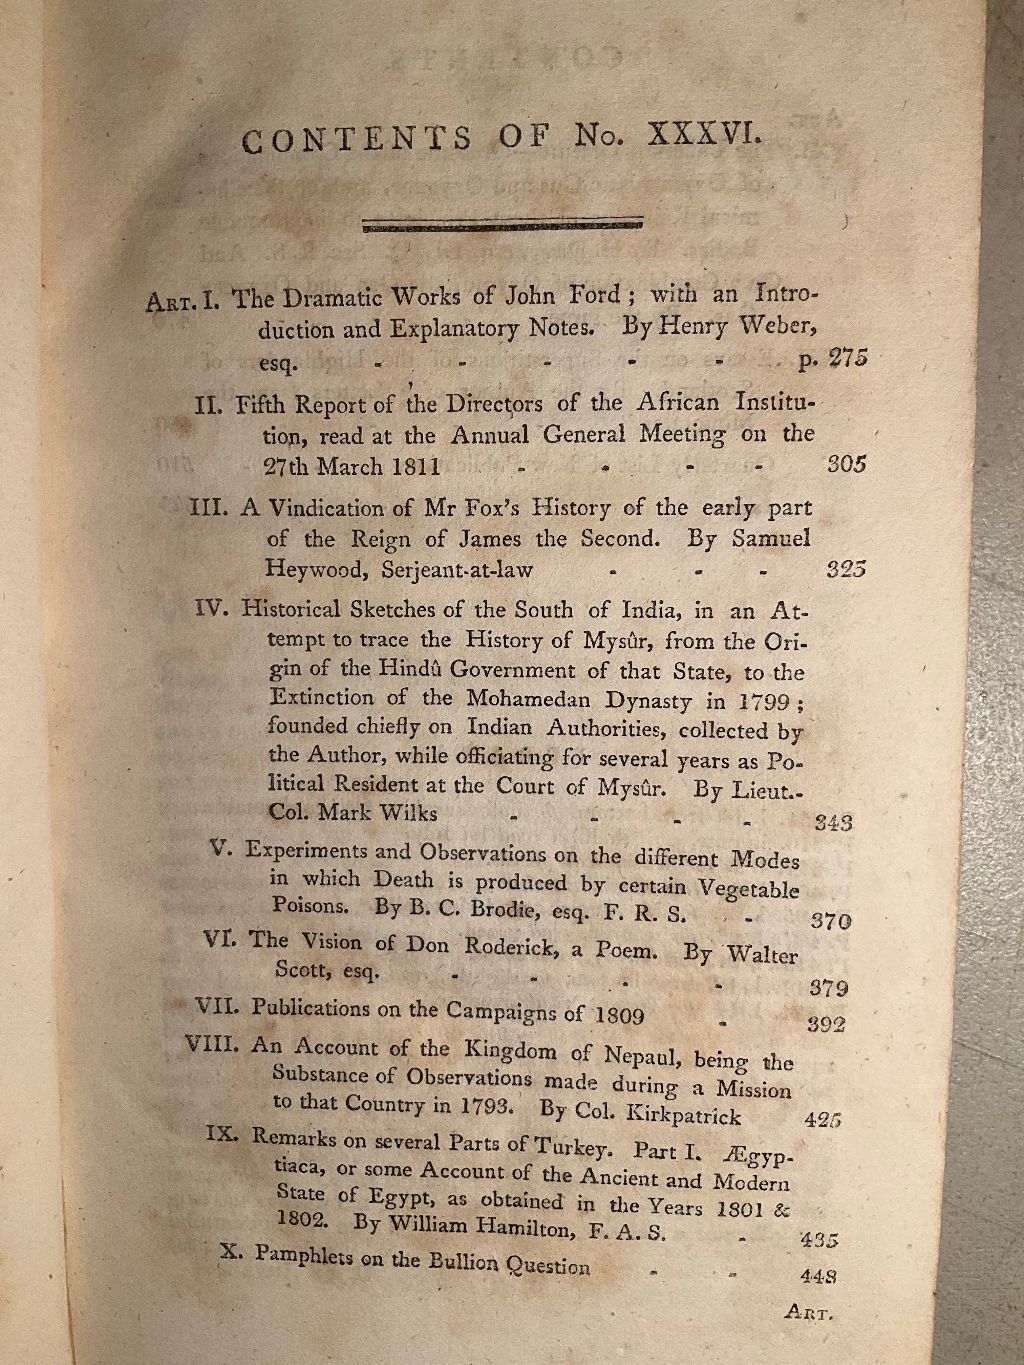 CONTENTS OF No. XXXVI.
ART. I. The Dramatic Works of John Ford; with an Intro-
duction and Explanatory Notes. By Henry Weber,
esq. - - - - - p. 275
II. Fifth Report of the Directors of the African Institu-
tion, read at the Annual General Meeting on the
27th March 1811 - - - - 305
III. A Vindication of Mr Fox's History of the early part
of the Reign of James the Second. By Samuel
Heywood, Serjeant-at-law - - - 325
IV. Historical Sketches of the South of India, in an At-
tempt to trace the History of Mysûr, from the Ori-
gin of the Hindû Government of that State, to the
Extinction of the Mohamedan Dynasty in 1799;
founded chiefly on Indian Authorities, collected by
the Author, while officiating for several years as Po-
litical Resident at the Court of Mysûr. By Lieut.-
Col. Mark Wilks - - - - 343
V. Experiments and Observations on the different Modes
in which Death is produced by certain Vegetable
Poisons. By B. C. Brodie, esq. F. R. S. - 370
VI. The Vision of Don Roderick, a Poem. By Walter
Scott, esq. - - - - 379
VII. Publications on the Campaigns of 1809 - 392
VIII. An Account of the Kingdom of Nepaul, being the
Substance of Observations made during a Mission
to that Country in 1793. By Col. Kirkpatrick 425
IX. Remarks on several Parts of Turkey. Part I. Ægyp-
tiaca, or some Account of the Ancient and Modern
State of Egypt, as obtained in the Years 1801 &
1802. By William Hamilton, F. A. S. - 435
X. Pamphlets on the Bullion Question - - 448
ART.